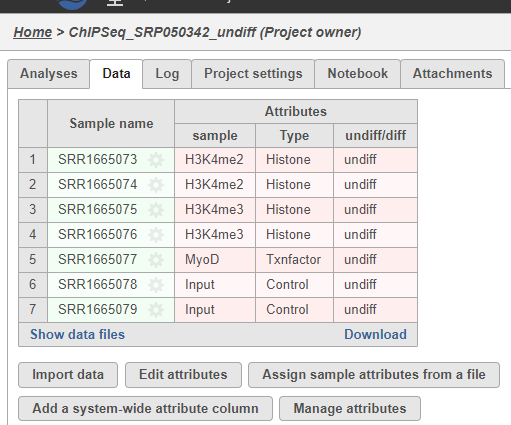 Home > ChIPSeq_SRP050342_undiff (Project owner)
Analyses Data Log Project settings Notebook Attachments
Sample name Attributes
sample Type undiff/diff
1 SRR1665073 H3K4me2 Histone undiff
2 SRR1665074 H3K4me2 Histone undiff
3 SRR1665075 H3K4me3 Histone undiff
4 SRR1665076 H3K4me3 Histone undiff
5 SRR1665077 MyoD Txnfactor undiff
6 SRR1665078 Input Control undiff
7 SRR1665079 Input Control undiff
Show data files Download
Import data Edit attributes Assign sample attributes from a file
Add a system-wide attribute column Manage attributes